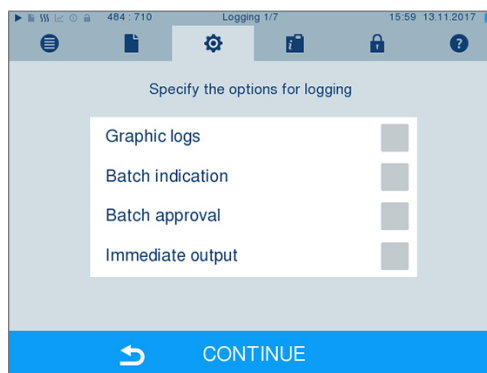 484 : 710 Logging 1/7 15:59 13.11.2017
Specify the options for logging
Graphic logs
Batch indication
Batch approval
Immediate output
CONTINUE